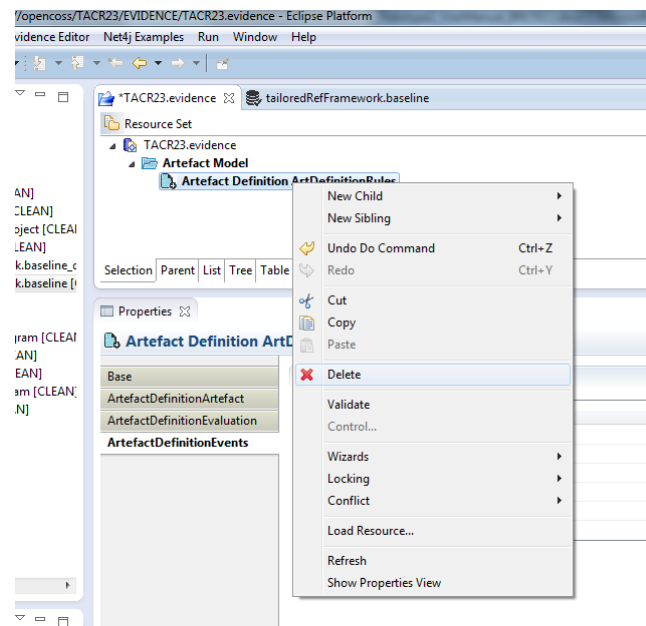 //opencoss/TACR23/EVIDENCE/TACR23.evidence - Eclipse Platform
vidence Editor Net4j Examples Run Window Help
*TACR23.evidence tailoredRefFramework.baseline
Resource Set
TACR23.evidence
Artefact Model
Artefact Definition ArtDefinitionRules
AN]
CLEAN]
oject [CLEAN
LEAN]
k.baseline_c
k.baseline [
Selection Parent List Tree Table
New Child
New Sibling
Undo Do Command Ctrl+Z
Redo Ctrl+Y
Cut
Copy
Paste
Delete
Validate
Control...
Wizards
Locking
Conflict
Load Resource...
Refresh
Show Properties View
Properties
Artefact Definition Art
gram [CLEAN
AN]
EAN]
am [CLEAN]
N]
Base
ArtefactDefinitionArtefact
ArtefactDefinitionEvaluation
ArtefactDefinitionEvents